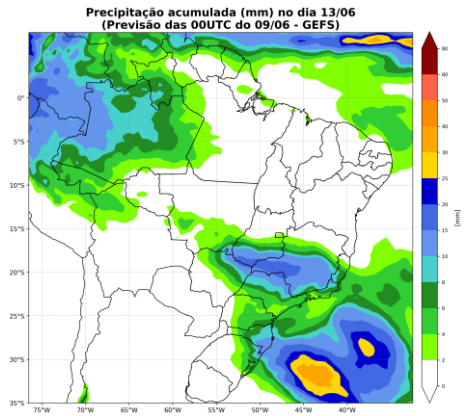 Precipitação acumulada (mm) no dia 13/06
(Previsão das 00UTC do 09/06 - GEFS)
0°
5°S
10°S
15°S
20°S
25°S
30°S
35°S
75°W
70°W
65°W
60°W
55°W
50°W
45°W
40°W
80
60
50
40
30
25
20
15
10
8
6
4
2
0
[mm]